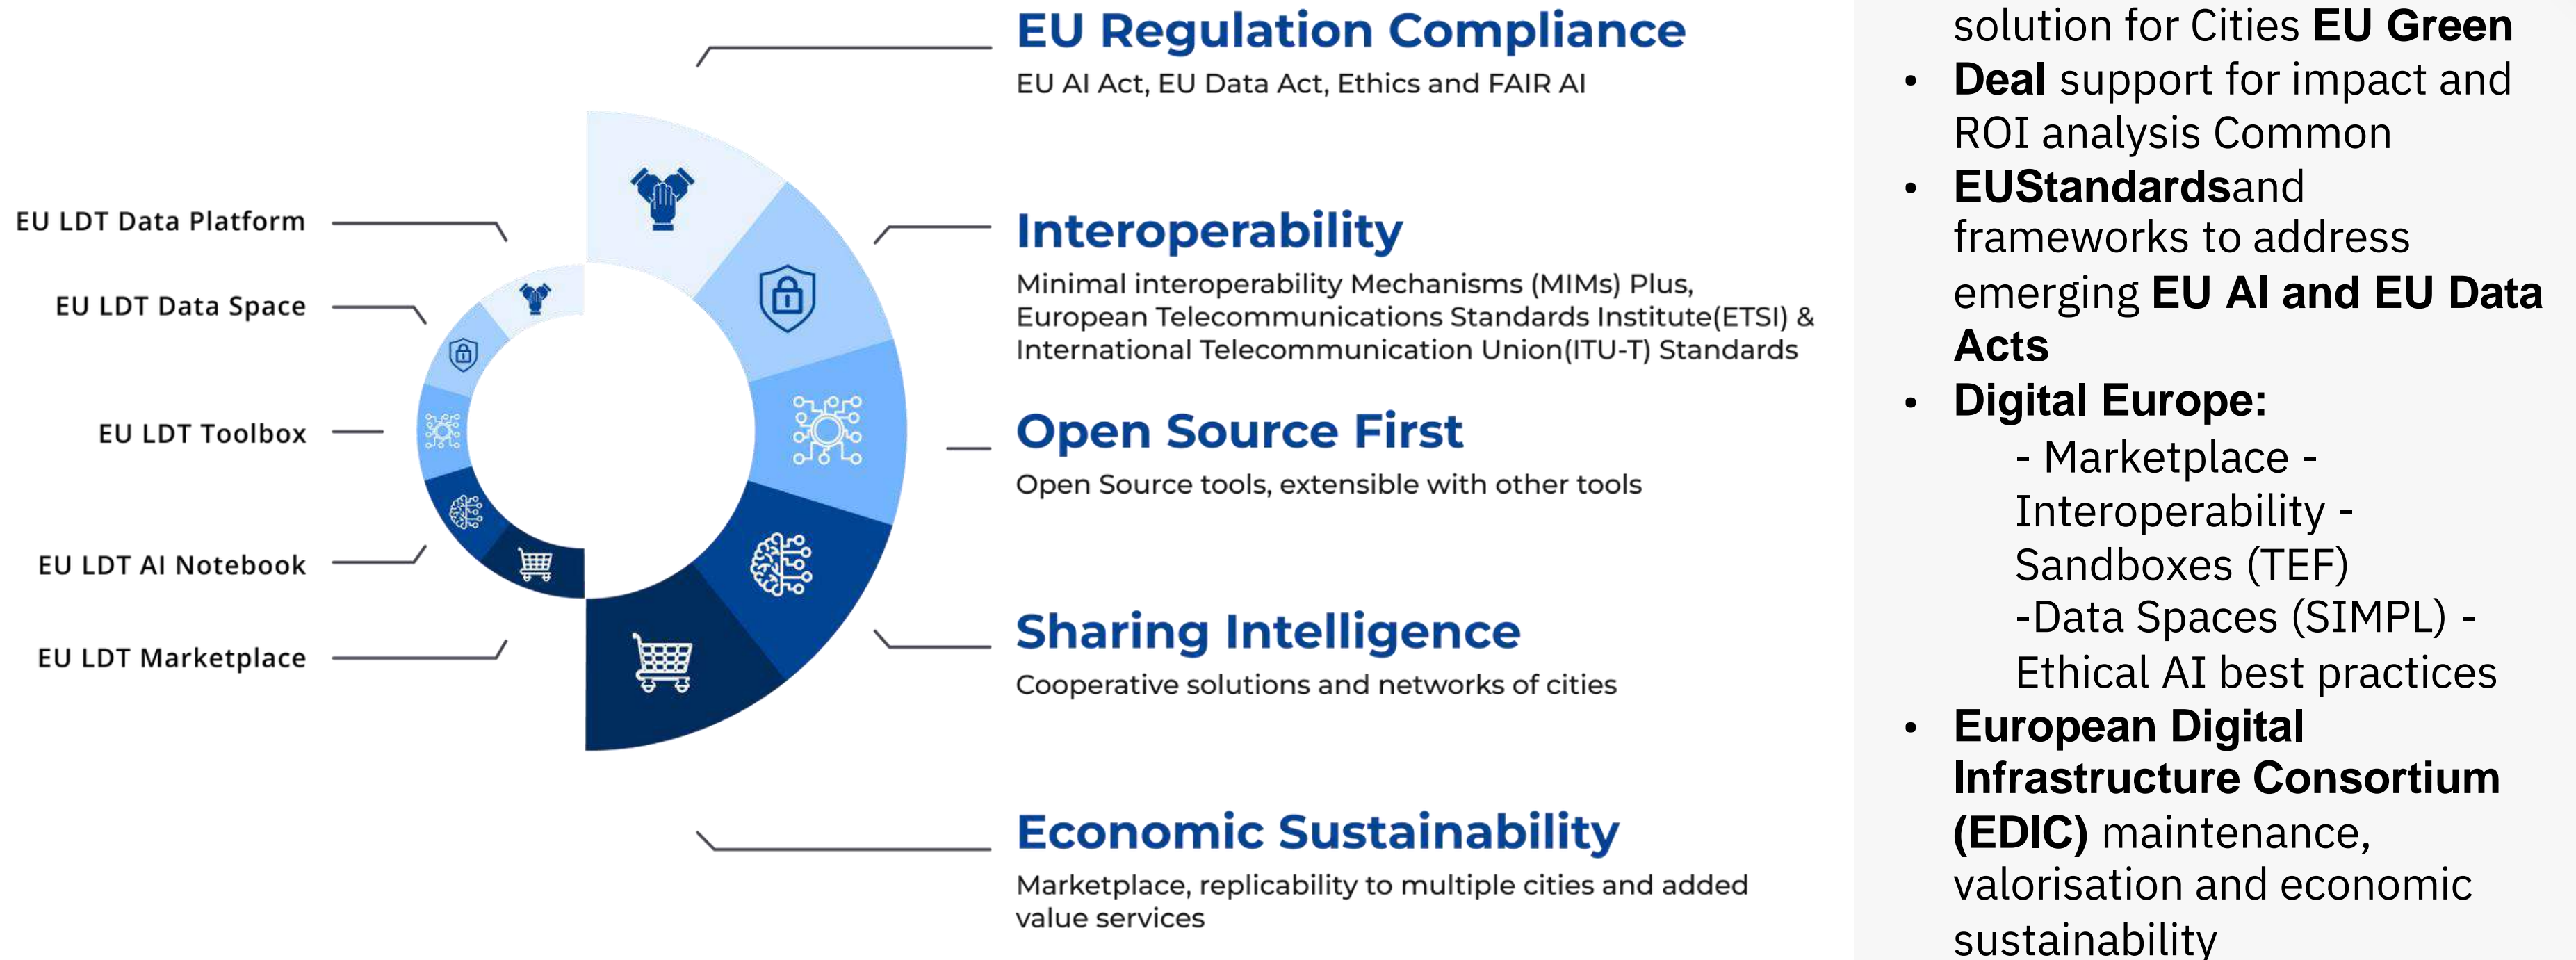 EU LDT Data Platform
EU LDT Data Space
EU LDT Toolbox
EU LDT AI Notebook
EU LDT Marketplace
EU Regulation Compliance
EU AI Act, EU Data Act, Ethics and FAIR AI
Interoperability
Minimal interoperability Mechanisms (MIMs) Plus,
European Telecommunications Standards Institute(ETSI) &
International Telecommunication Union(ITU-T) Standards
Open Source First
Open Source tools, extensible with other tools
Sharing Intelligence
Cooperative solutions and networks of cities
Economic Sustainability
Marketplace, replicability to multiple cities and added
value services
solution for Cities EU Green
• Deal support for impact and
ROI analysis Common
• EUStandardsand
frameworks to address
emerging EU AI and EU Data
Acts
• Digital Europe:
- Marketplace -
Interoperability -
Sandboxes (TEF)
-Data Spaces (SIMPL) -
Ethical AI best practices
• European Digital
Infrastructure Consortium
(EDIC) maintenance,
valorisation and economic
sustainability